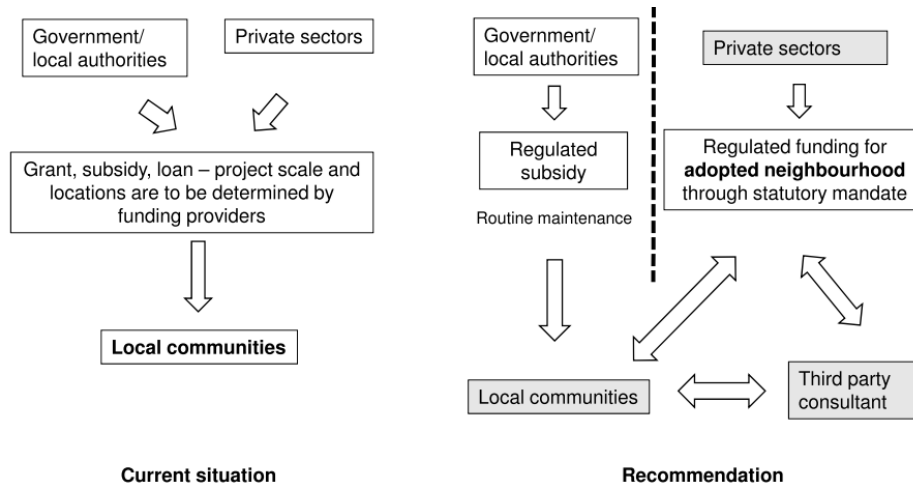 Government/
local authorities
Private sectors
Grant, subsidy, loan – project scale and
locations are to be determined by
funding providers
Local communities
Current situation
Government/
local authorities
Private sectors
Regulated
subsidy
Regulated funding for
adopted neighbourhood
through statutory mandate
Routine maintenance
Local communities
Third party
consultant
Recommendation